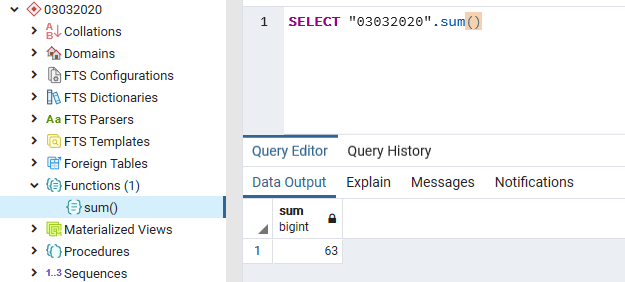 03032020
Collations
Domains
FTS Configurations
FTS Dictionaries
Aa FTS Parsers
FTS Templates
Foreign Tables
Functions (1)
sum()
Materialized Views
Procedures
1..3 Sequences
1 SELECT "03032020".sum()
Query Editor Query History
Data Output Explain Messages Notifications
sum
bigint
1 63